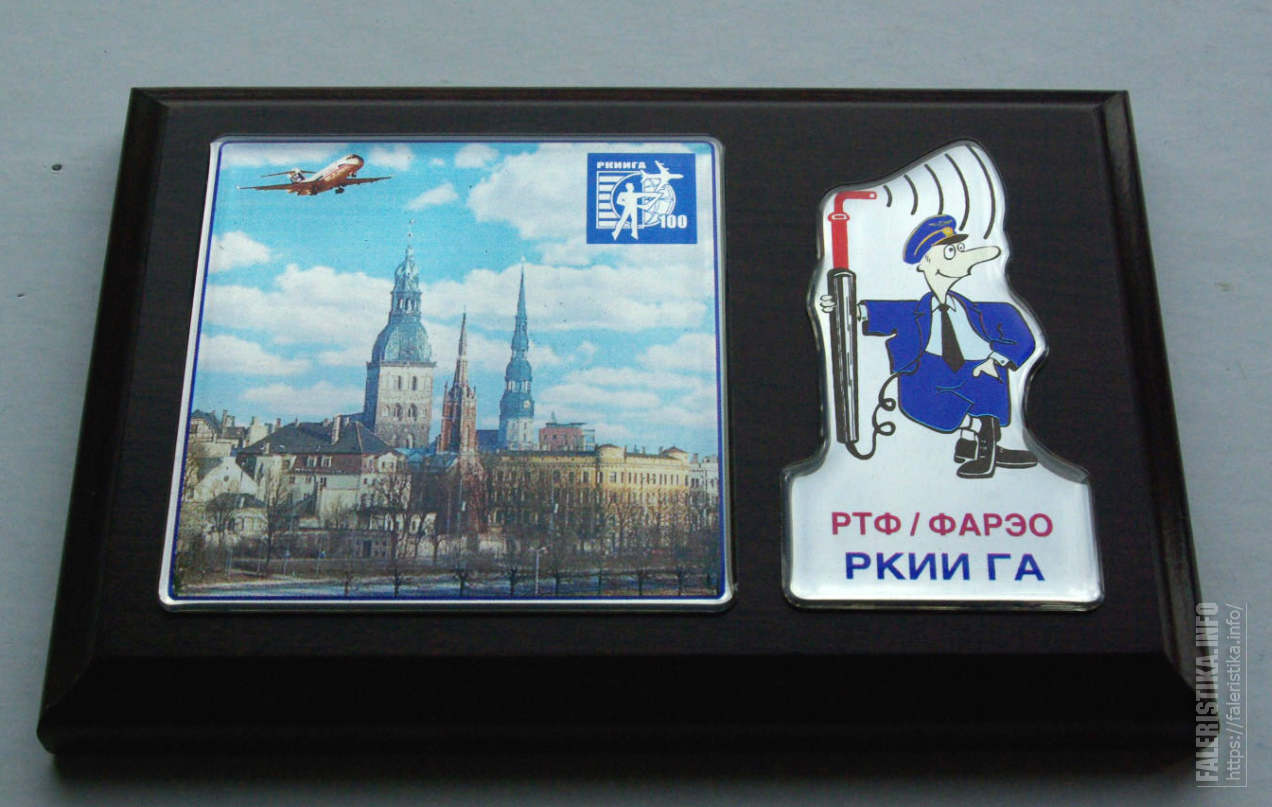 РКИИГА
100
РТФ / ФАРЭО
РКИИ ГА
FALERISTIKA.INFO
https://faleristika.info/